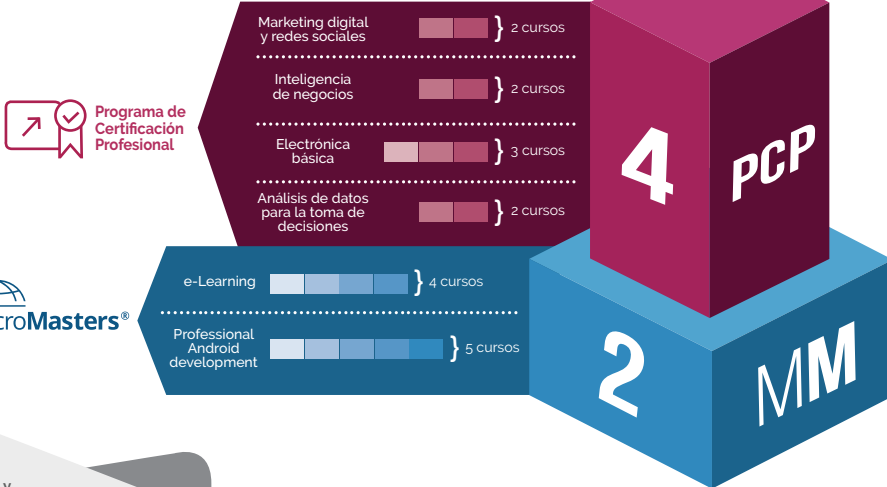 Marketing digital
y redes sociales
2 cursos
Inteligencia
de negocios
2 cursos
Programa de
Certificación
Profesional
Electrónica
básica
3 cursos
Análisis de datos
para la toma de
decisiones
2 cursos
4
PCP
e-Learning
4 cursos
croMasters®
Professional
Android
development
5 cursos
2
MM
y